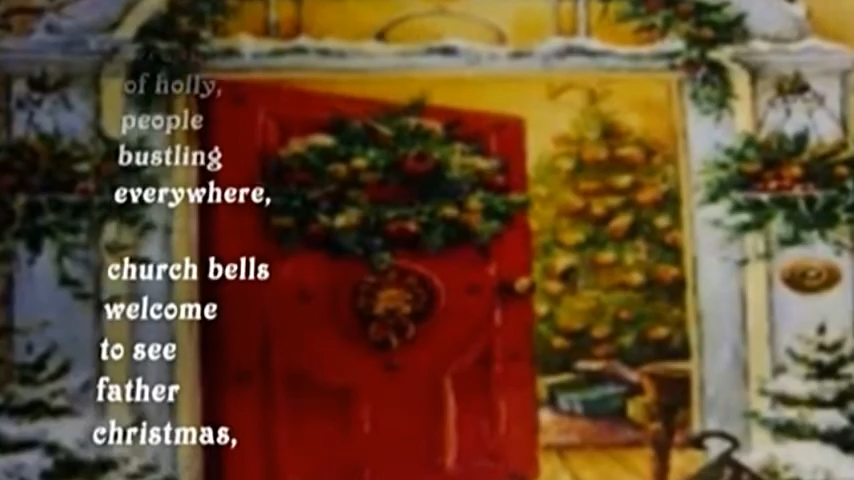 of holly,
people
bustling
everywhere,
church bells
welcome
to see
father
christmas,